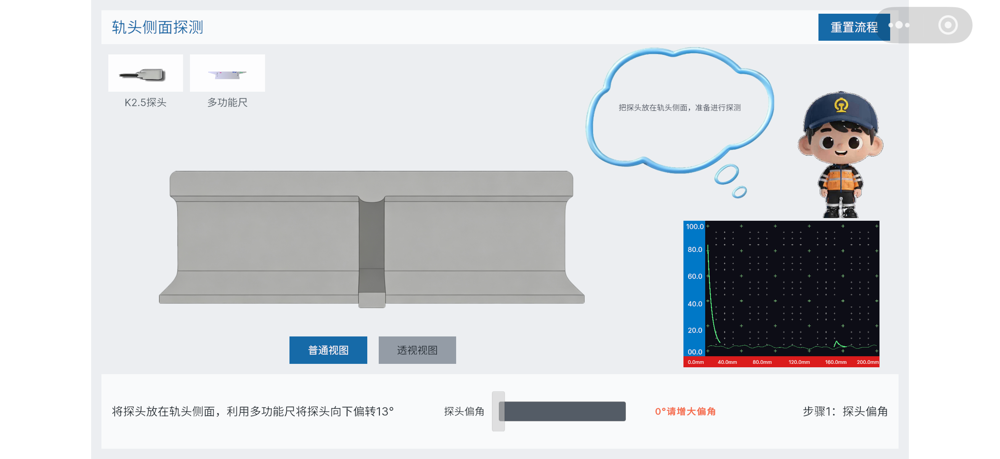 轨头侧面探测
重置流程
K2.5探头
多功能尺
把探头放在轨头侧面，准备进行探测
100.0
80.0
60.0
40.0
20.0
00.0
0.0mm 40.0mm 80.0mm 120.0mm 160.0mm 200.0mm
普通视图
透视视图
将探头放在轨头侧面，利用多功能尺将探头向下偏转13°
探头偏角
0°请增大偏角
步骤1：探头偏角